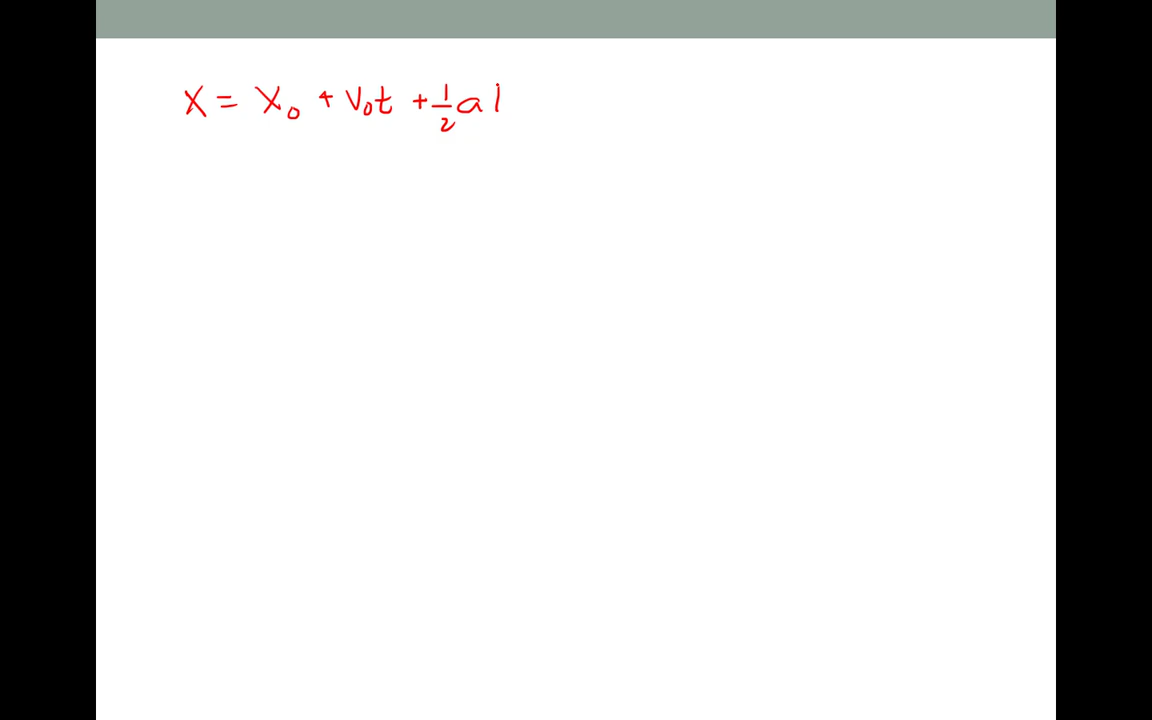 x = x₀ + v₀t + ½a l